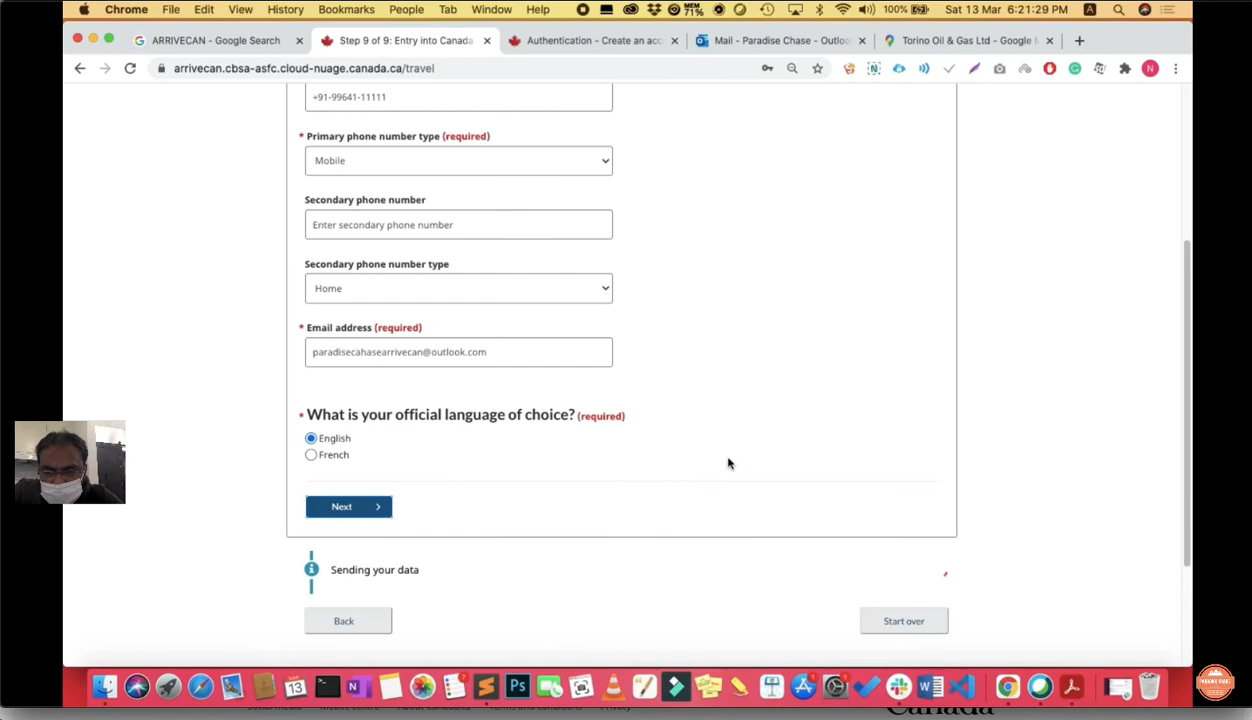 Chrome File Edit View History Bookmarks People Tab Window Help MEM 71% 100% Sat 13 Mar 6:21:29 PM A
ARRIVECAN - Google Search Step 9 of 9: Entry into Canada Authentication - Create an acc Mail - Paradise Chase - Outloo Torino Oil & Gas Ltd - Google M
arrivecan.cbsa-asfc.cloud-nuage.canada.ca/travel N
+91-99641-11111
* Primary phone number type (required)
Mobile
Secondary phone number
Enter secondary phone number
Secondary phone number type
Home
* Email address (required)
paradisecahasearrivecan@outlook.com
* What is your official language of choice? (required)
English
French
Next
Sending your data
Back Start over